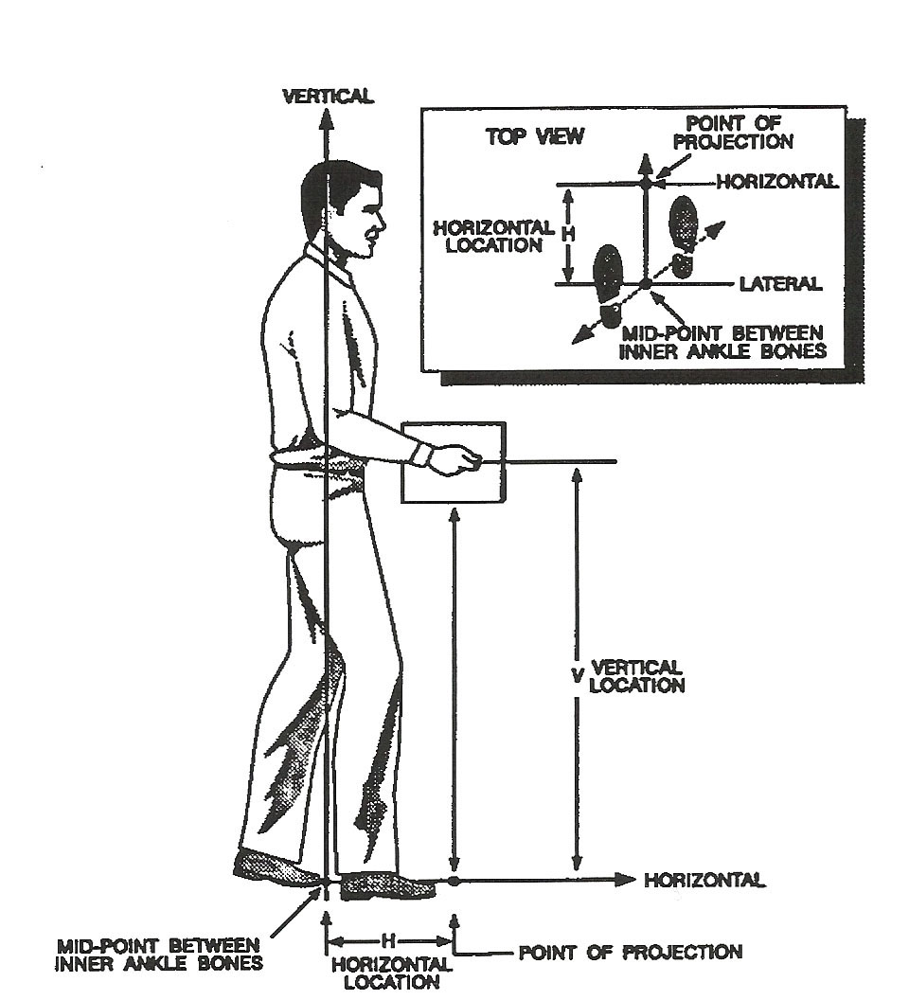 VERTICAL
TOP VIEW
POINT OF
PROJECTION
HORIZONTAL
HORIZONTAL
LOCATION
H
LATERAL
MID-POINT BETWEEN
INNER ANKLE BONES
V
VERTICAL
LOCATION
HORIZONTAL
MID-POINT BETWEEN
INNER ANKLE BONES
H
HORIZONTAL
LOCATION
POINT OF PROJECTION